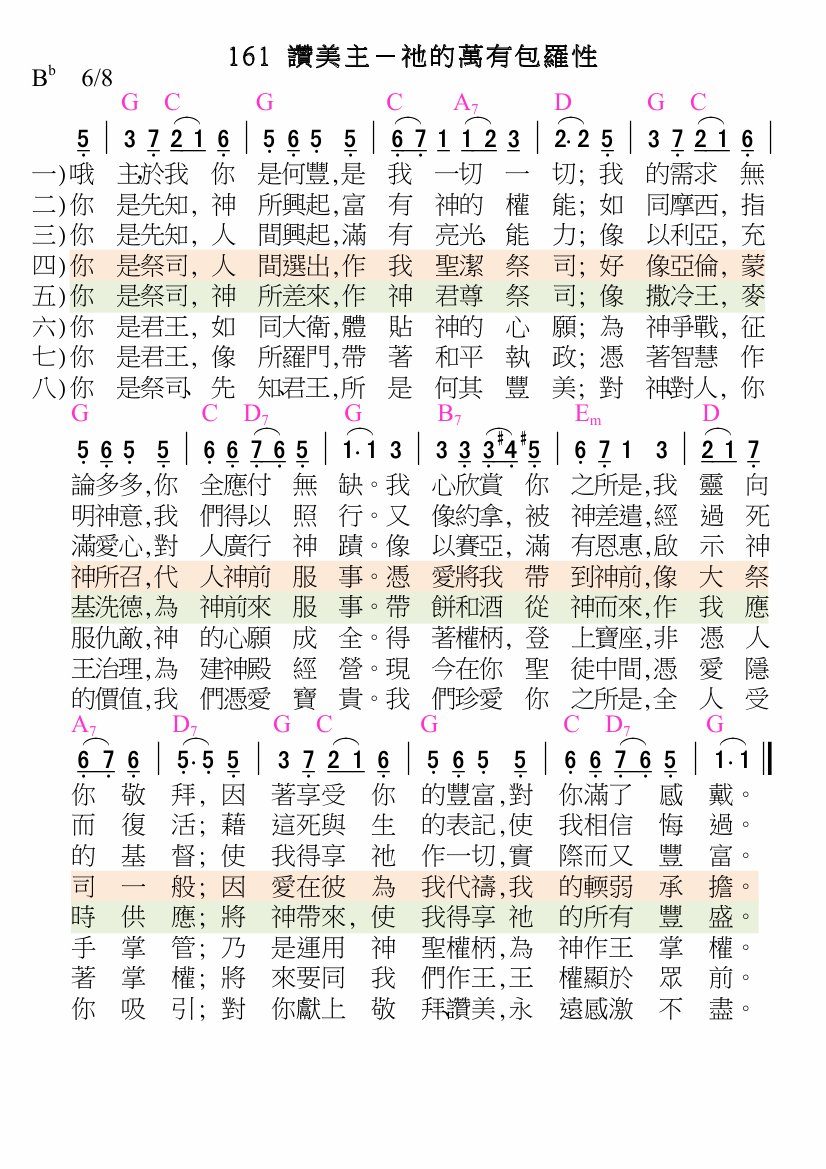 161 讚美主－祂的萬有包羅性
B♭ 6/8
G C G C A7 D G C
5 | 3 7 2 1 6 | 5 6 5 5 | 6 7 1 1 2 3 | 2·2 5 | 3 7 2 1 6 |
一)哦 主,於我 你 是何豐,是 我 一切 一 切; 我 的需求 無
二)你 是先知, 神 所興起,富 有 神的 權 能; 如 同摩西, 指
三)你 是先知, 人 間興起,滿 有 亮光、能 力; 像 以利亞, 充
四)你 是祭司, 人 間選出,作 我 聖潔 祭 司; 好 像亞倫, 蒙
五)你 是祭司, 神 所差來,作 神 君尊 祭 司; 像 撒冷王, 麥
六)你 是君王, 如 同大衛,體 貼 神的 心 願; 為 神爭戰, 征
七)你 是君王, 像 所羅門,帶 著 和平 執 政; 憑 著智慧 作
八)你 是祭司、先 知、君王,所 是 何其 豐 美; 對 神、對人, 你
G C D7 G B7 Em D
5 6 5 5 | 6 6 7 6 5 | 1·1 3 | 3 3 3 #4 #5 | 6 7 1 3 | 2 1 7
論多多,你 全應付 無 缺。我 心欣賞 你 之所是,我 靈 向
明神意,我 們得以 照 行。又 像約拿, 被 神差遣,經 過 死
滿愛心,對 人廣行 神 蹟。像 以賽亞, 滿 有恩惠,啟 示 神
神所召,代 人神前 服 事。憑 愛將我 帶 到神前,像 大 祭
基洗德,為 神前來 服 事。帶 餅和酒 從 神而來,作 我 應
服仇敵,神 的心願 成 全。得 著權柄, 登 上寶座,非 憑 人
王治理,為 建神殿 經 營。現 今在你 聖 徒中間,憑 愛 隱
的價值,我 們憑愛 寶 貴。我 們珍愛 你 之所是,全 人 受
A7 D7 G C G C D7 G
6 7 6 | 5·5 5 | 3 7 2 1 6 | 5 6 5 5 | 6 6 7 6 5 | 1·1 ||
你 敬 拜, 因 著享受 你 的豐富,對 你滿了 感 戴。
而 復 活; 藉 這死與 生 的表記,使 我相信 悔 過。
的 基 督; 使 我得享 祂 作一切,實 際而又 豐 富。
司 一 般; 因 愛在彼 為 我代禱,我 的輭弱 承 擔。
時 供 應; 將 神帶來, 使 我得享 祂 的所有 豐 盛。
手 掌 管; 乃 是運用 神 聖權柄,為 神作王 掌 權。
著 掌 權; 將 來要同 我 們作王,王 權顯於 眾 前。
你 吸 引; 對 你獻上 敬 拜、讚美,永 遠感激 不 盡。